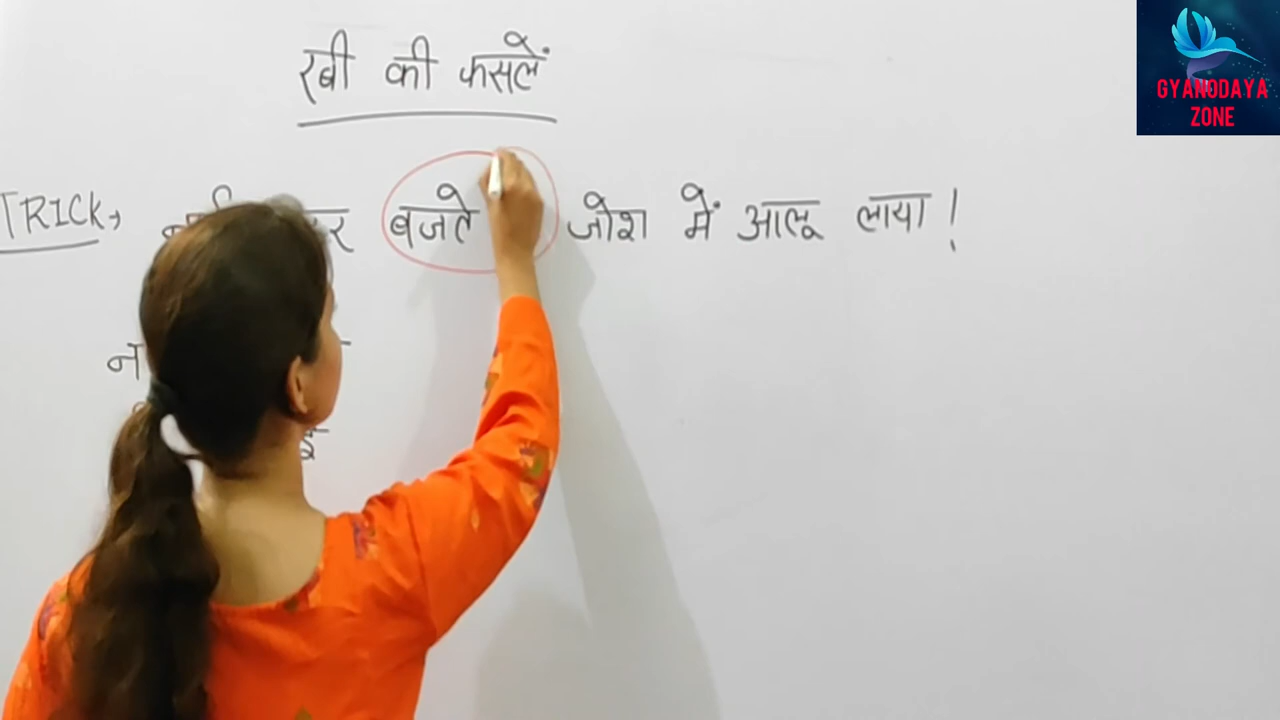 रबी की फसलें
TRICK, बजते जोश में आलू लाया !
GYANODAYA
ZONE